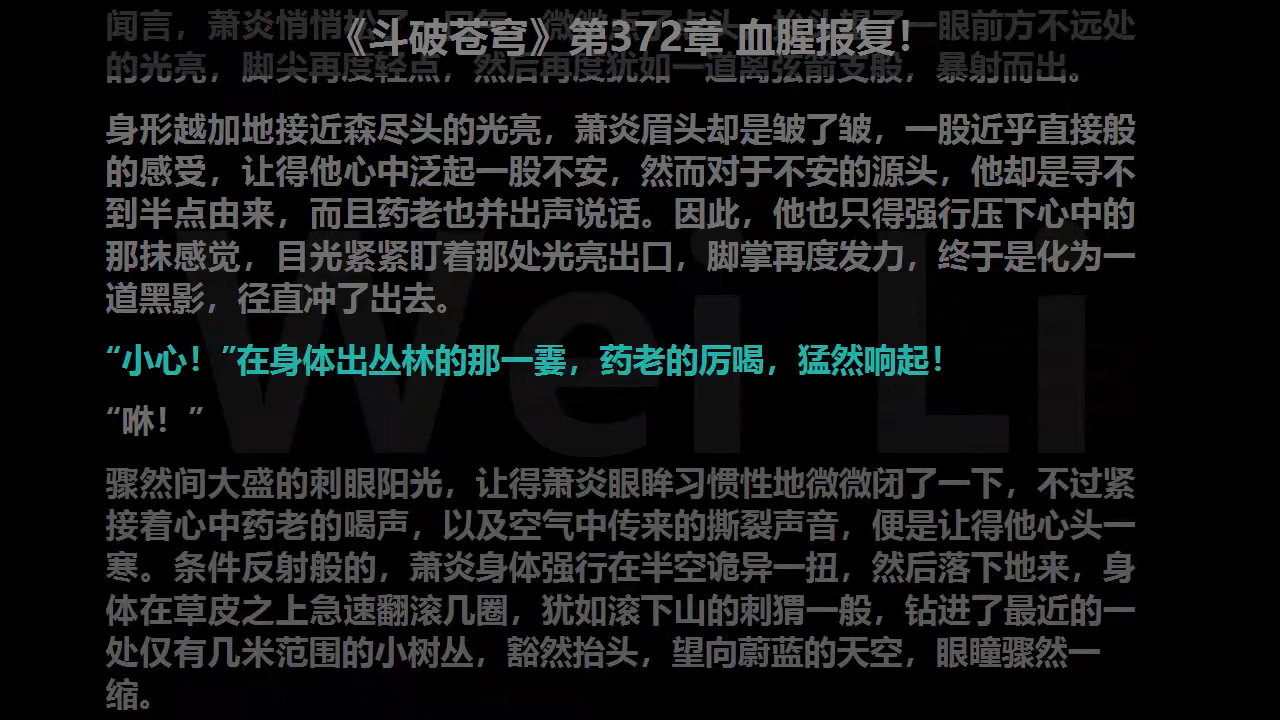 《斗破苍穹》第372章 血腥报复！
闻言，萧炎悄悄松了一口气，微微点了点头，抬头望了一眼前方不远处
的光亮，脚尖再度轻点，然后再度犹如一道离弦箭支般，暴射而出。
身形越加地接近森尽头的光亮，萧炎眉头却是皱了皱，一股近乎直接般
的感受，让得他心中泛起一股不安，然而对于不安的源头，他却是寻不
到半点由来，而且药老也并出声说话。因此，他也只得强行压下心中的
那抹感觉，目光紧紧盯着那处光亮出口，脚掌再度发力，终于是化为一
道黑影，径直冲了出去。
“小心！”在身体出丛林的那一霎，药老的厉喝，猛然响起！
“咻！”
骤然间大盛的刺眼阳光，让得萧炎眼眸习惯性地微微闭了一下，不过紧
接着心中药老的喝声，以及空气中传来的撕裂声音，便是让得他心头一
寒。条件反射般的，萧炎身体强行在半空诡异一扭，然后落下地来，身
体在草皮之上急速翻滚几圈，犹如滚下山的刺猬一般，钻进了最近的一
处仅有几米范围的小树丛，豁然抬头，望向蔚蓝的天空，眼瞳骤然一
缩。
Wei Li